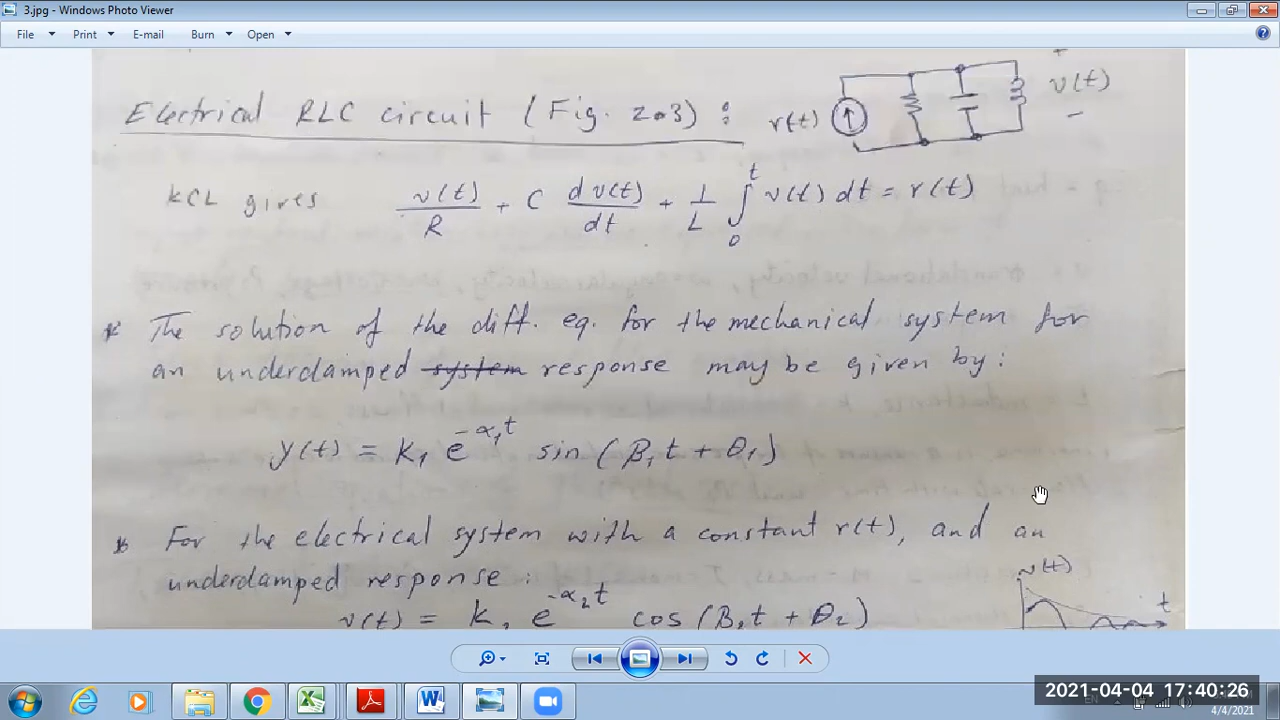 3.jpg - Windows Photo Viewer
File Print E-mail Burn Open
Electrical RLC circuit (Fig. 2.3) :
r(t)
+
v(t)
-
KCL gives v(t)/R + C dv(t)/dt + 1/L ∫₀ᵗ v(t) dt = r(t)
* The solution of the diff. eq. for the mechanical system for
an underdamped system response may be given by :
y(t) = K₁ e^(-α₁t) sin (β₁t + θ₁)
* For the electrical system with a constant r(t), and an
underdamped response :
v(t) = K₂ e^(-α₂t) cos (β₂t + θ₂)
v(t)
t
2021-04-04 17:40:26
4/4/2021